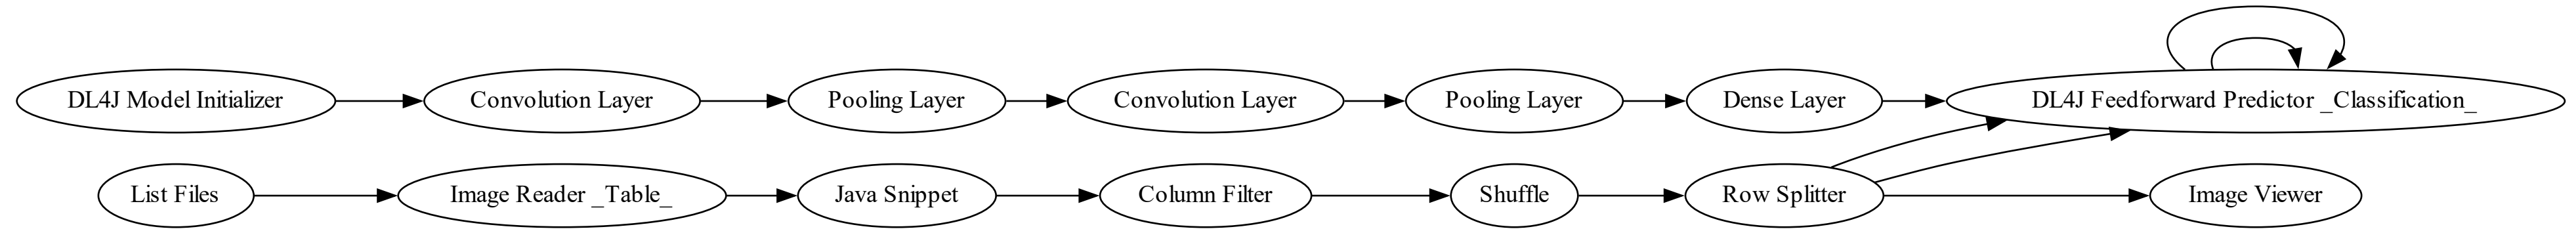 DL4J Model Initializer
Convolution Layer
Pooling Layer
Convolution Layer
Pooling Layer
Dense Layer
DL4J Feedforward Predictor _Classification_
List Files
Image Reader _Table_
Java Snippet
Column Filter
Shuffle
Row Splitter
Image Viewer